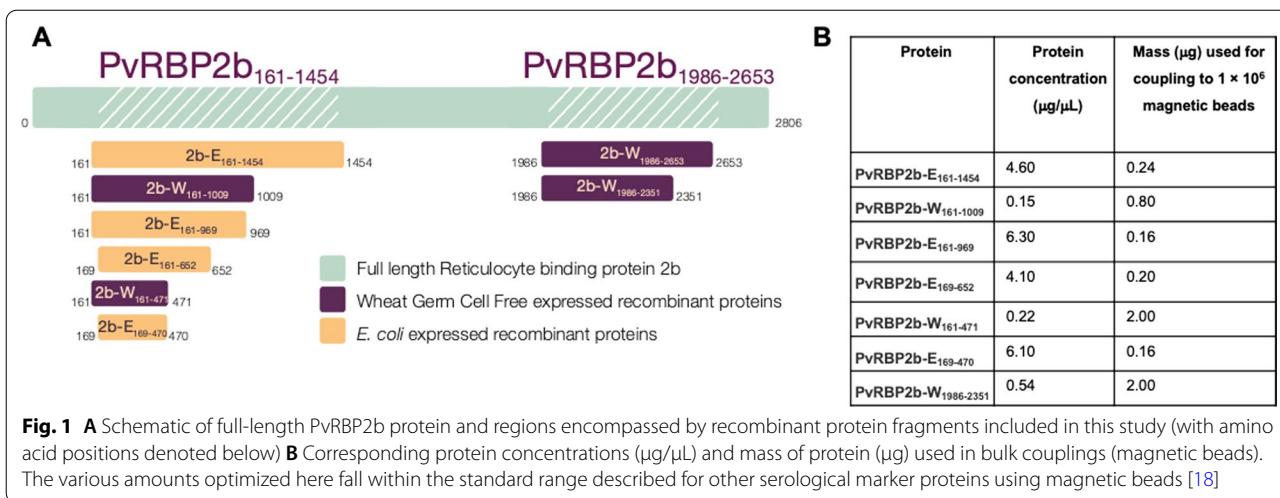 A
PvRBP2b161-1454
PvRBP2b1986-2653
0
2806
161
2b-E161-1454
1454
1986
2b-W1986-2653
2653
161
2b-W161-1009
1009
1986
2b-W1986-2351
2351
161
2b-E161-969
969
169
2b-E161-652
652
161
2b-W161-471
471
169
2b-E169-470
470
Full length Reticulocyte binding protein 2b
Wheat Germ Cell Free expressed recombinant proteins
E. coli expressed recombinant proteins
B
Protein | Protein concentration (μg/μL) | Mass (μg) used for coupling to 1 × 10⁶ magnetic beads
PvRBP2b-E161-1454 | 4.60 | 0.24
PvRBP2b-W161-1009 | 0.15 | 0.80
PvRBP2b-E161-969 | 6.30 | 0.16
PvRBP2b-E169-652 | 4.10 | 0.20
PvRBP2b-W161-471 | 0.22 | 2.00
PvRBP2b-E169-470 | 6.10 | 0.16
PvRBP2b-W1986-2351 | 0.54 | 2.00
Fig. 1 A Schematic of full-length PvRBP2b protein and regions encompassed by recombinant protein fragments included in this study (with amino
acid positions denoted below) B Corresponding protein concentrations (μg/μL) and mass of protein (μg) used in bulk couplings (magnetic beads).
The various amounts optimized here fall within the standard range described for other serological marker proteins using magnetic beads [18]